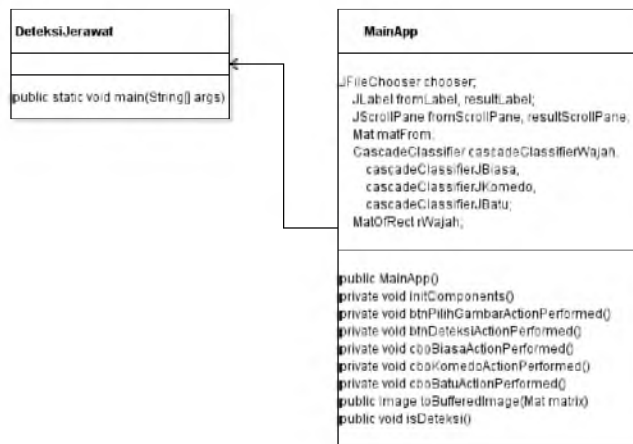 DeteksiJerawat
public static void main(String[] args)
MainApp
JFileChooser chooser;
JLabel fromLabel, resultLabel;
JScrollPane fromScrollPane, resultScrollPane,
Mat matFrom;
CascadeClassifier cascadeClassifierWajah,
cascadeClassifierJBiasa,
cascadeClassifierJKomedo,
cascadeClassifierJBatu;
MatOfRect rWajah;
public MainApp()
private void initComponents()
private void btnPilihGambarActionPerformed()
private void btnDeteksiActionPerformed()
private void cboBiasaActionPerformed()
private void cboKomedoActionPerformed()
private void cboBatuActionPerformed()
public Image toBufferedImage(Mat matrix)
public void isDeteksi()